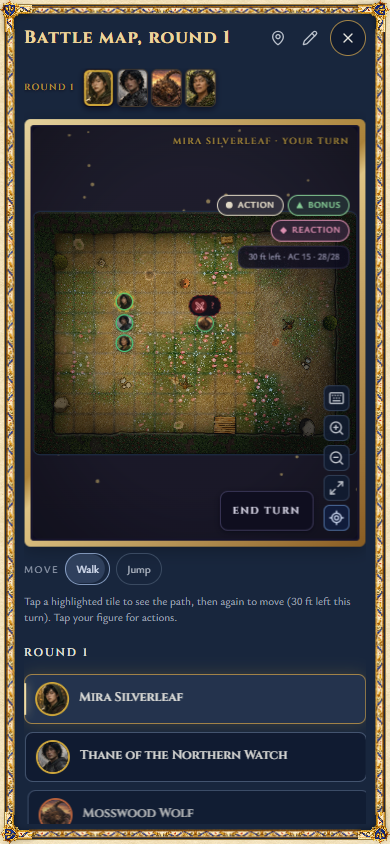 Battle map, round 1
ROUND 1
MIRA SILVERLEAF · YOUR TURN
ACTION
BONUS
REACTION
30 ft left · AC 15 · 28/28
END TURN
MOVE Walk Jump
Tap a highlighted tile to see the path, then again to move (30 ft left this
turn). Tap your figure for actions.
ROUND 1
Mira Silverleaf
Thane of the Northern Watch
Mosswood Wolf